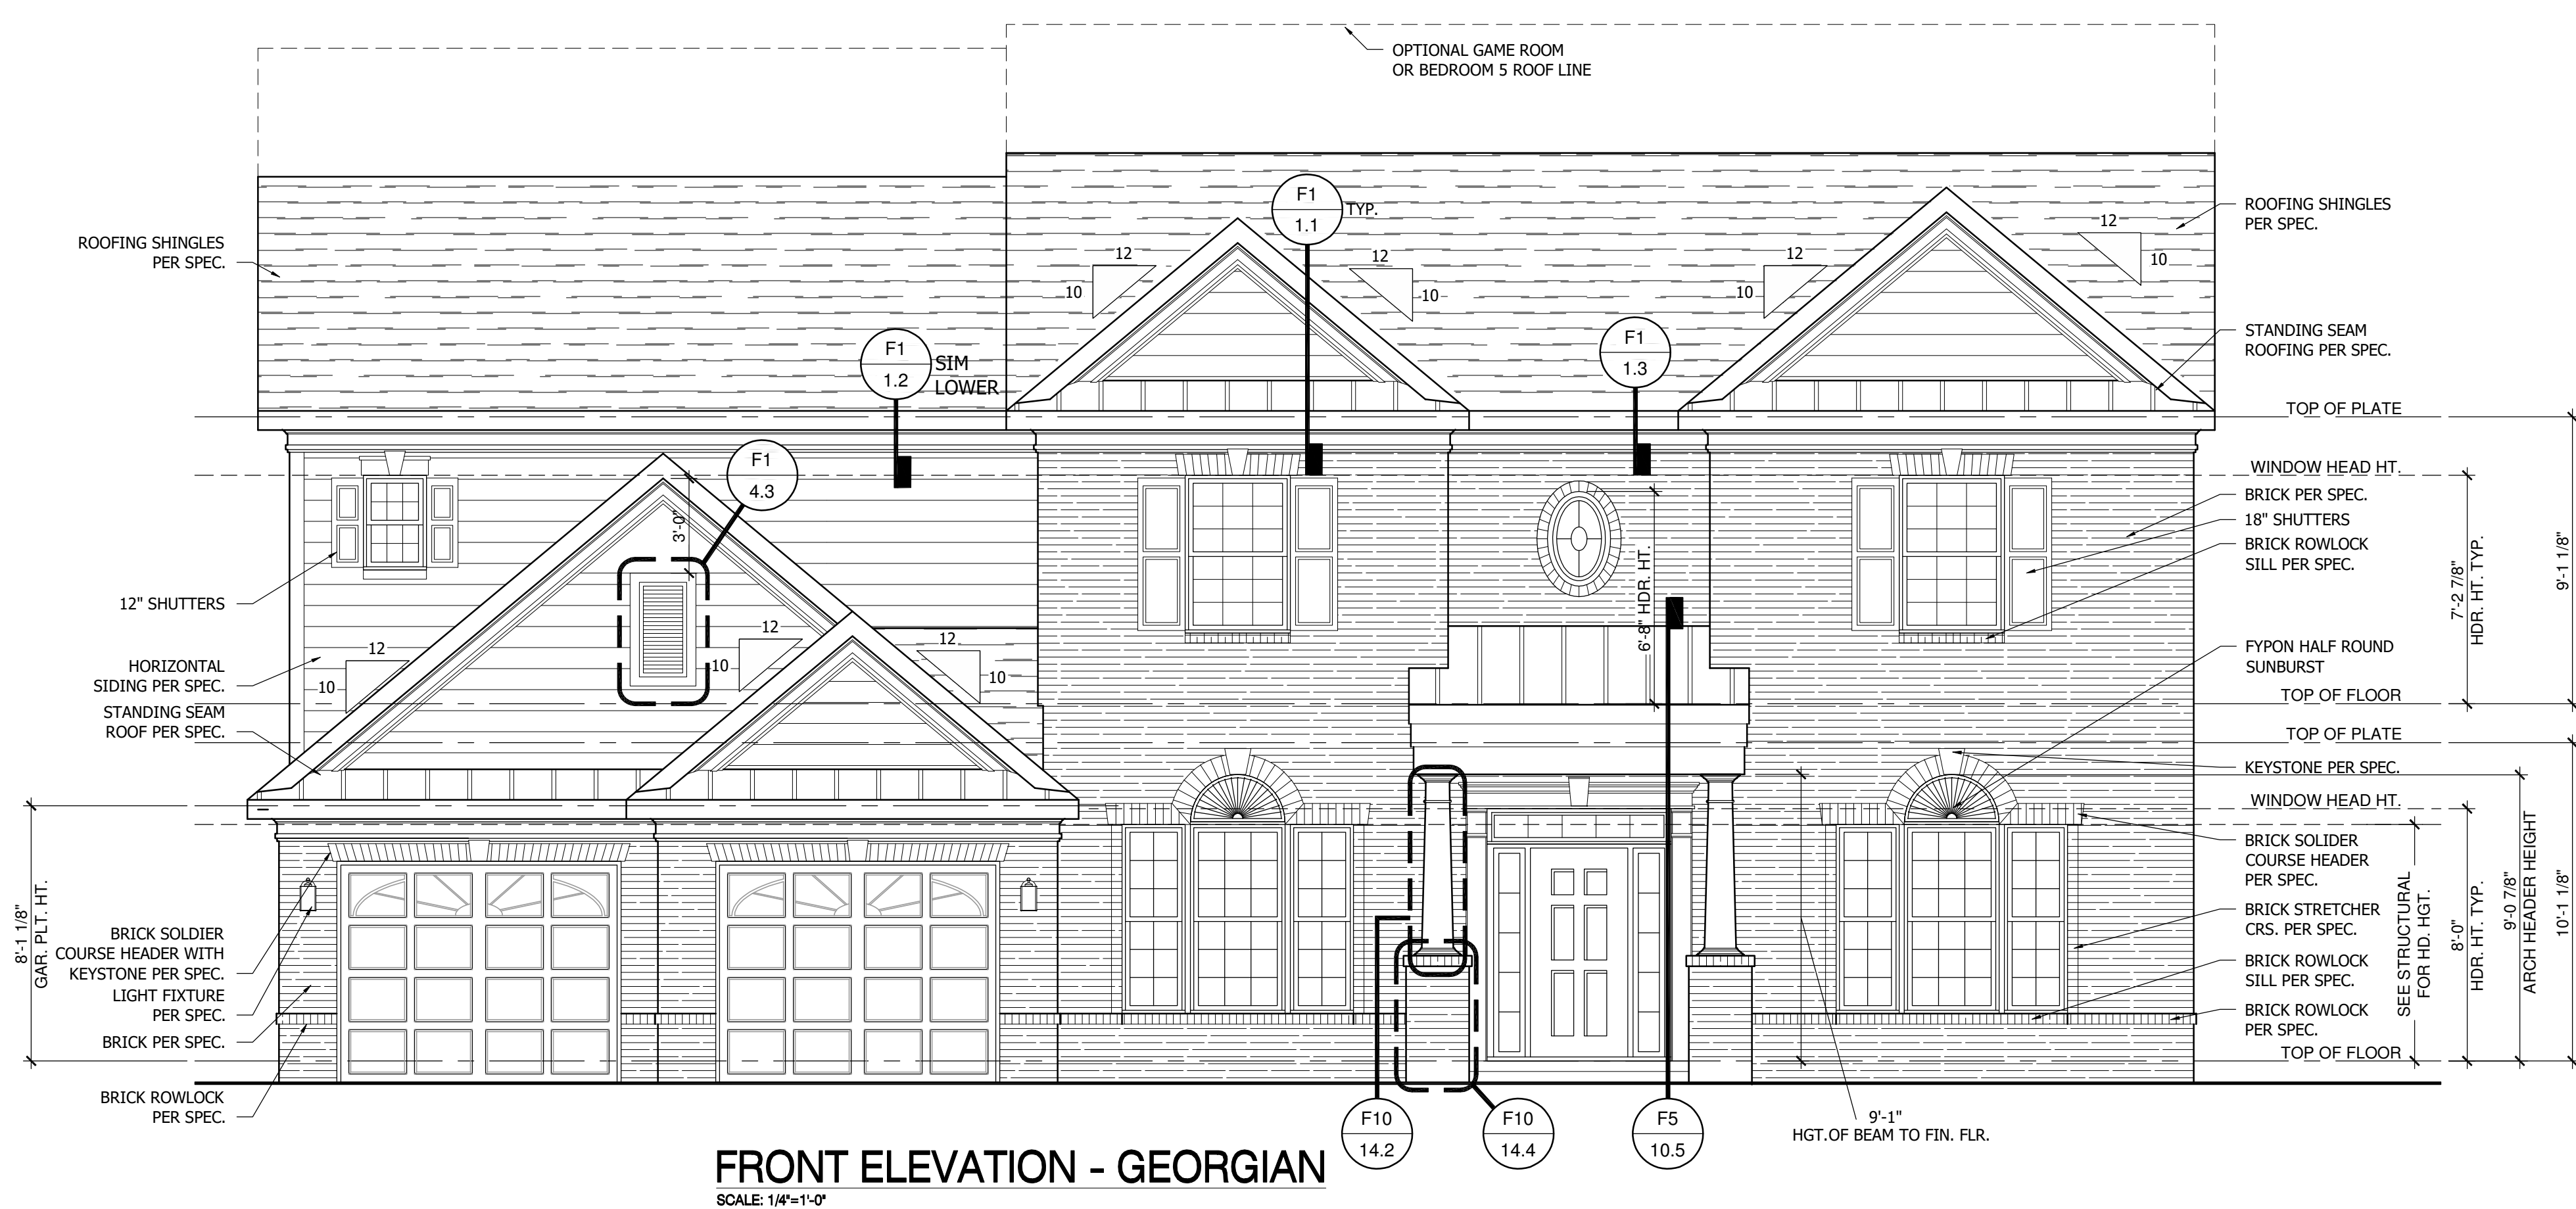 OPTIONAL GAME ROOM
OR BEDROOM 5 ROOF LINE
F1
1.1
TYP.
ROOFING SHINGLES
PER SPEC.
12
10
12
10
12
10
12
10
ROOFING SHINGLES
PER SPEC.
F1
1.2
SIM
LOWER
F1
1.3
STANDING SEAM
ROOFING PER SPEC.
TOP OF PLATE
F1
4.3
3'-0"
WINDOW HEAD HT.
BRICK PER SPEC.
18" SHUTTERS
BRICK ROWLOCK
SILL PER SPEC.
7'-2 7/8"
HDR. HT. TYP.
9'-1 1/8"
6'-8" HDR. HT.
12" SHUTTERS
HORIZONTAL
SIDING PER SPEC.
STANDING SEAM
ROOF PER SPEC.
12
10
12
10
12
10
FYPON HALF ROUND
SUNBURST
TOP OF FLOOR
TOP OF PLATE
KEYSTONE PER SPEC.
WINDOW HEAD HT.
BRICK SOLIDER
COURSE HEADER
PER SPEC.
BRICK STRETCHER
CRS. PER SPEC.
BRICK ROWLOCK
SILL PER SPEC.
BRICK ROWLOCK
PER SPEC.
TOP OF FLOOR
SEE STRUCTURAL
FOR HD. HGT.
8'-0"
HDR. HT. TYP.
9'-0 7/8"
ARCH HEADER HEIGHT
10'-1 1/8"
8'-1 1/8"
GAR. PLT. HT.
BRICK SOLDIER
COURSE HEADER WITH
KEYSTONE PER SPEC.
LIGHT FIXTURE
PER SPEC.
BRICK PER SPEC.
BRICK ROWLOCK
PER SPEC.
F10
14.2
F10
14.4
F5
10.5
9'-1"
HGT.OF BEAM TO FIN. FLR.
FRONT ELEVATION - GEORGIAN
SCALE: 1/4"=1'-0"